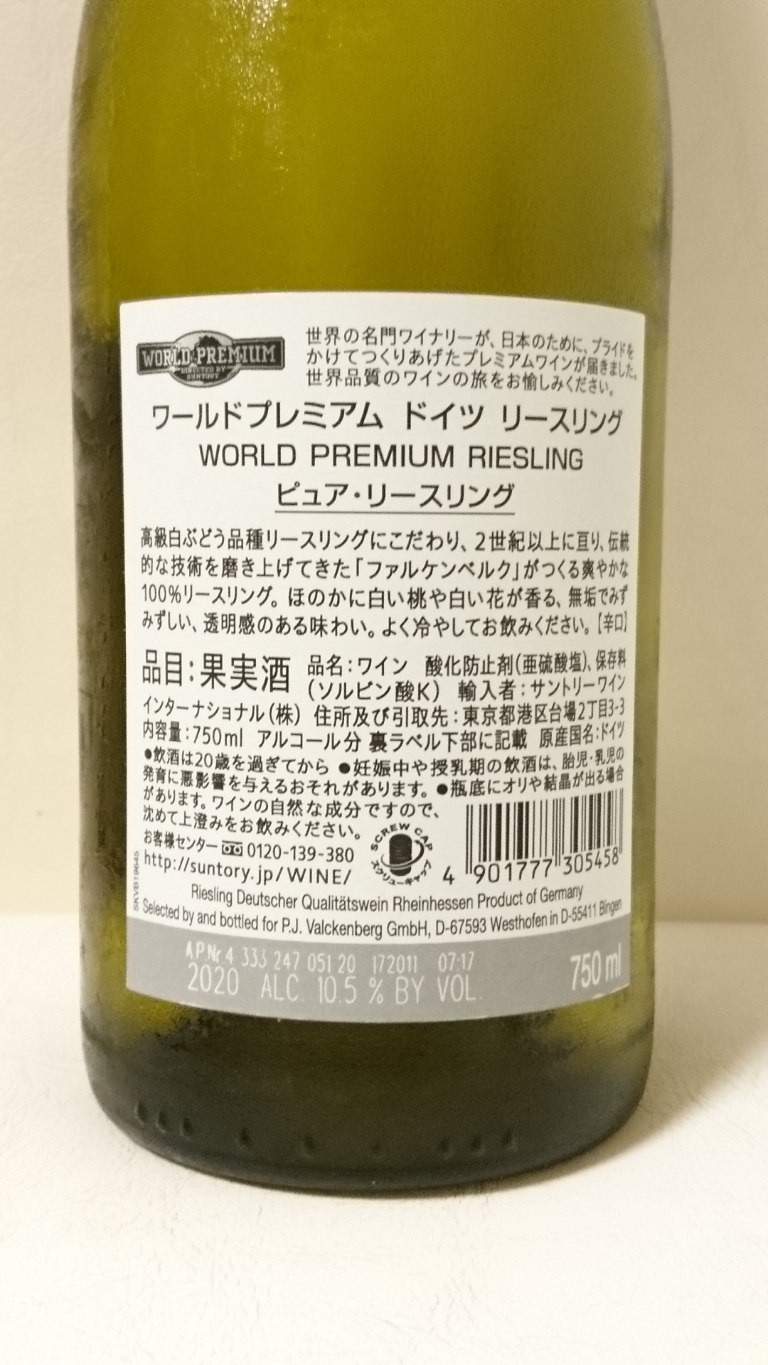 WORLD PREMIUM
DIRECTED BY
SUNTORY
世界の名門ワイナリーが、日本のために、プライドを
かけてつくりあげたプレミアムワインが届きました。
世界品質のワインの旅をお愉しみください。
ワールドプレミアム ドイツ リースリング
WORLD PREMIUM RIESLING
ピュア・リースリング
高級白ぶどう品種リースリングにこだわり、2世紀以上に亘り、伝統
的な技術を磨き上げてきた「ファルケンベルク」がつくる爽やかな
100%リースリング。ほのかに白い桃や白い花が香る、無垢でみず
みずしい、透明感のある味わい。よく冷やしてお飲みください。【辛口】
品目:果実酒 品名:ワイン 酸化防止剤(亜硫酸塩)、保存料
(ソルビン酸K) 輸入者:サントリーワイン
インターナショナル(株) 住所及び引取先:東京都港区台場2丁目3-3
内容量:750ml アルコール分 裏ラベル下部に記載 原産国名:ドイツ
●飲酒は20歳を過ぎてから ●妊娠中や授乳期の飲酒は、胎児・乳児の
発育に悪影響を与えるおそれがあります。 ●瓶底にオリや結晶が出る場合
があります。ワインの自然な成分ですので、
沈めて上澄みをお飲みください。
お客様センター 0120-139-380
http://suntory.jp/WINE/
SCREW CAP
スクリューキャップ
4 901777 305458
SKVB19645
Riesling Deutscher Qualitätswein Rheinhessen Product of Germany
Selected by and bottled for P.J. Valckenberg GmbH, D-67593 Westhofen in D-55411 Bingen
A.P.Nr 4 333 247 051 20 172011 07:17
2020 ALC. 10.5 % BY VOL.
750 ml